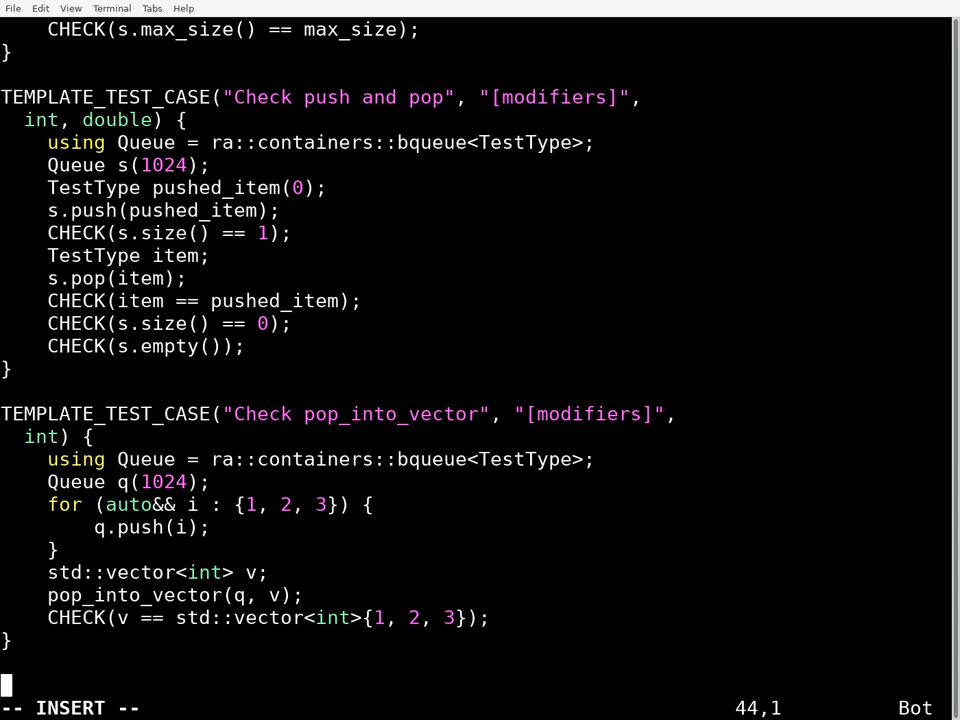 File Edit View Terminal Tabs Help
    CHECK(s.max_size() == max_size);
}

TEMPLATE_TEST_CASE("Check push and pop", "[modifiers]",
  int, double) {
    using Queue = ra::containers::bqueue<TestType>;
    Queue s(1024);
    TestType pushed_item(0);
    s.push(pushed_item);
    CHECK(s.size() == 1);
    TestType item;
    s.pop(item);
    CHECK(item == pushed_item);
    CHECK(s.size() == 0);
    CHECK(s.empty());
}

TEMPLATE_TEST_CASE("Check pop_into_vector", "[modifiers]",
  int) {
    using Queue = ra::containers::bqueue<TestType>;
    Queue q(1024);
    for (auto&& i : {1, 2, 3}) {
        q.push(i);
    }
    std::vector<int> v;
    pop_into_vector(q, v);
    CHECK(v == std::vector<int>{1, 2, 3});
}

-- INSERT -- 44,1 Bot